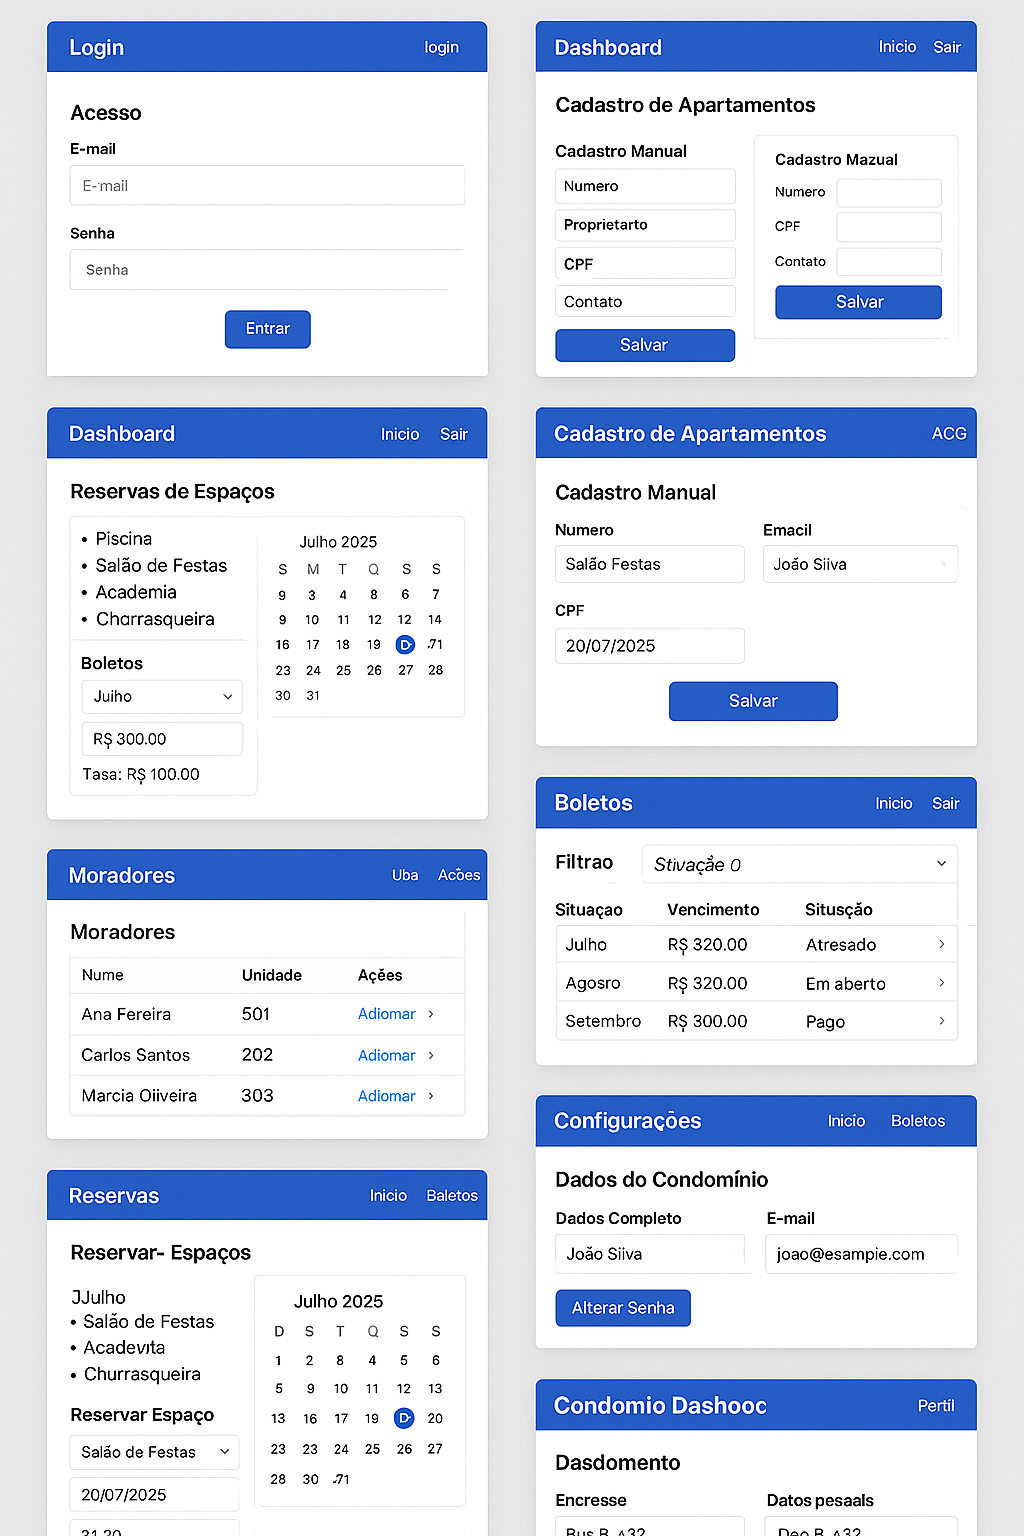 Login
login
Acesso
E-mail
E-mail
Senha
Senha
Entrar
Dashboard
Inicio Sair
Cadastro de Apartamentos
Cadastro Manual
Numero
Proprietarto
CPF
Contato
Salvar
Cadastro Mazual
Numero
CPF
Contato
Salvar
Dashboard
Inicio Sair
Reservas de Espaços
• Piscina
• Salão de Festas
• Academia
• Chorrasqueira
Boletos
Juiho
R$ 300.00
Tasa: R$ 100.00
Julho 2025
S M T Q S S
9 3 4 8 6 7
9 10 11 12 12 14
16 17 18 19 D 71
23 24 25 26 27 28
30 31
Cadastro de Apartamentos
ACG
Cadastro Manual
Numero
Emacil
Salão Festas
João Siiva
CPF
20/07/2025
Salvar
Moradores
Uba
Moradores
Nume Unidade
Ana Fereira 501 Adiomar
Carlos Santos 202 Adiomar
Marcia Oiiveira 303 Adiomar
Boletos
Inicio Sair
Filtrao
Situaçao Vencimento
Julho R$ 320.00 Atresado
Agosro R$ 320.00 Em aberto
Setembro R$ 300.00 Pago
Configurações
Inicio Boletos
Dados do Condomínio
Dados Completo
E-mail
João Siiva
joao@esampie.com
Alterar Senha
Reservas
Inicio Baletos
Reservar- Espaços
JJulho
• Salão de Festas
• Acadevıta
• Churrasqueira
Reservar Espaço
Salão de Festas
20/07/2025
Julho 2025
D S T Q S S
1 2 8 4 5 6
5 9 10 11 12 13
13 16 17 19 D 20
23 23 24 25 26 27
28 30 71
Condomio Dashooc
Pertil
Dasdomento
Encresse
Datos pesaals